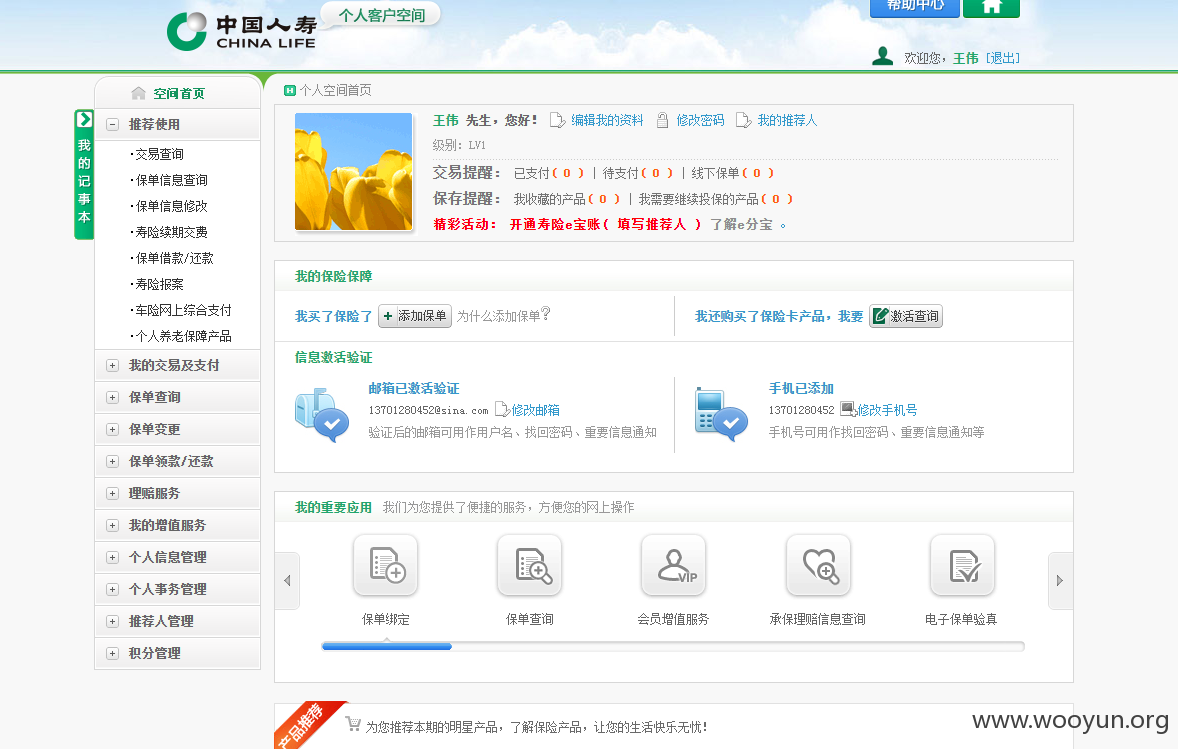 中国人寿
CHINA LIFE
个人客户空间
帮助中心
欢迎您，王伟 [退出]
空间首页
推荐使用
·交易查询
·保单信息查询
·保单信息修改
·寿险续期交费
·保单借款/还款
·寿险报案
·车险网上综合支付
·个人养老保障产品
我的交易及支付
保单查询
保单变更
保单领款/还款
理赔服务
我的增值服务
个人信息管理
个人事务管理
推荐人管理
积分管理
我的记事本
H 个人空间首页
王伟 先生，您好！ 编辑我的资料 修改密码 我的推荐人
级别：LV1
交易提醒： 已支付( 0 ) | 待支付( 0 ) | 线下保单( 0 )
保存提醒： 我收藏的产品( 0 ) | 我需要继续投保的产品( 0 )
精彩活动： 开通寿险e宝账( 填写推荐人 ) 了解e分宝 。
我的保险保障
我买了保险了 + 添加保单 为什么添加保单?
我还购买了保险卡产品，我要 激活查询
信息激活验证
邮箱已激活验证
13701280452@sina.com 修改邮箱
验证后的邮箱可用作用户名、找回密码、重要信息通知
手机已添加
13701280452 修改手机号
手机号可用作找回密码、重要信息通知等
我的重要应用 我们为您提供了便捷的服务，方便您的网上操作
VIP
保单绑定 保单查询 会员增值服务 承保理赔信息查询 电子保单验真
产品推荐
为您推荐本期的明星产品，了解保险产品，让您的生活快乐无忧！
www.wooyun.org